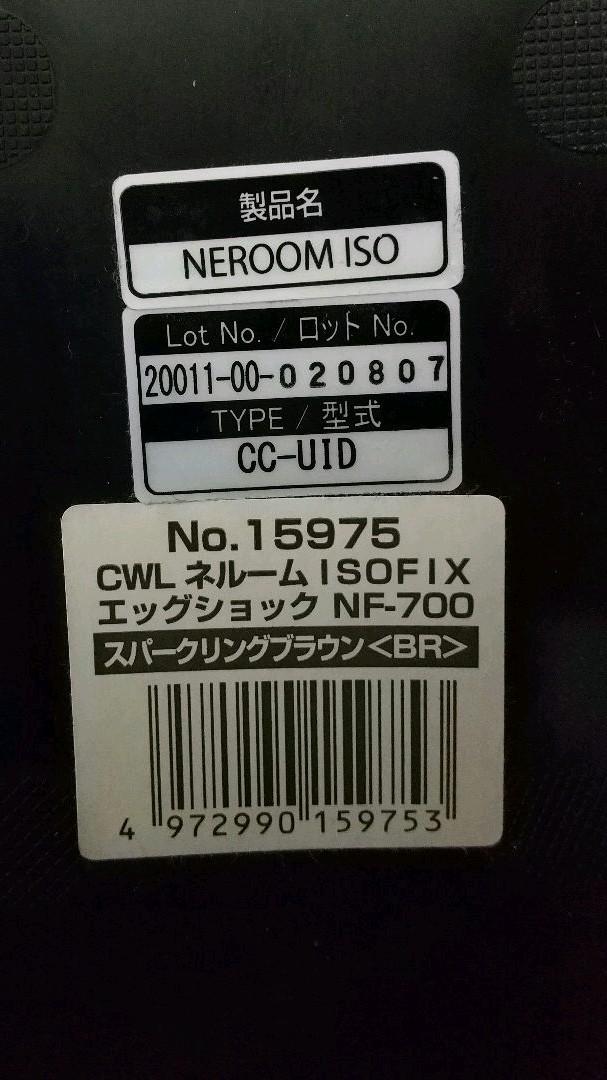 製品名
NEROOM ISO
Lot No. / ロット No.
20011-00-020807
TYPE / 型式
CC-UID
No.15975
CWL ネルーム ISOFIX
エッグショック NF-700
スパークリングブラウン<BR>
4 972990 159753